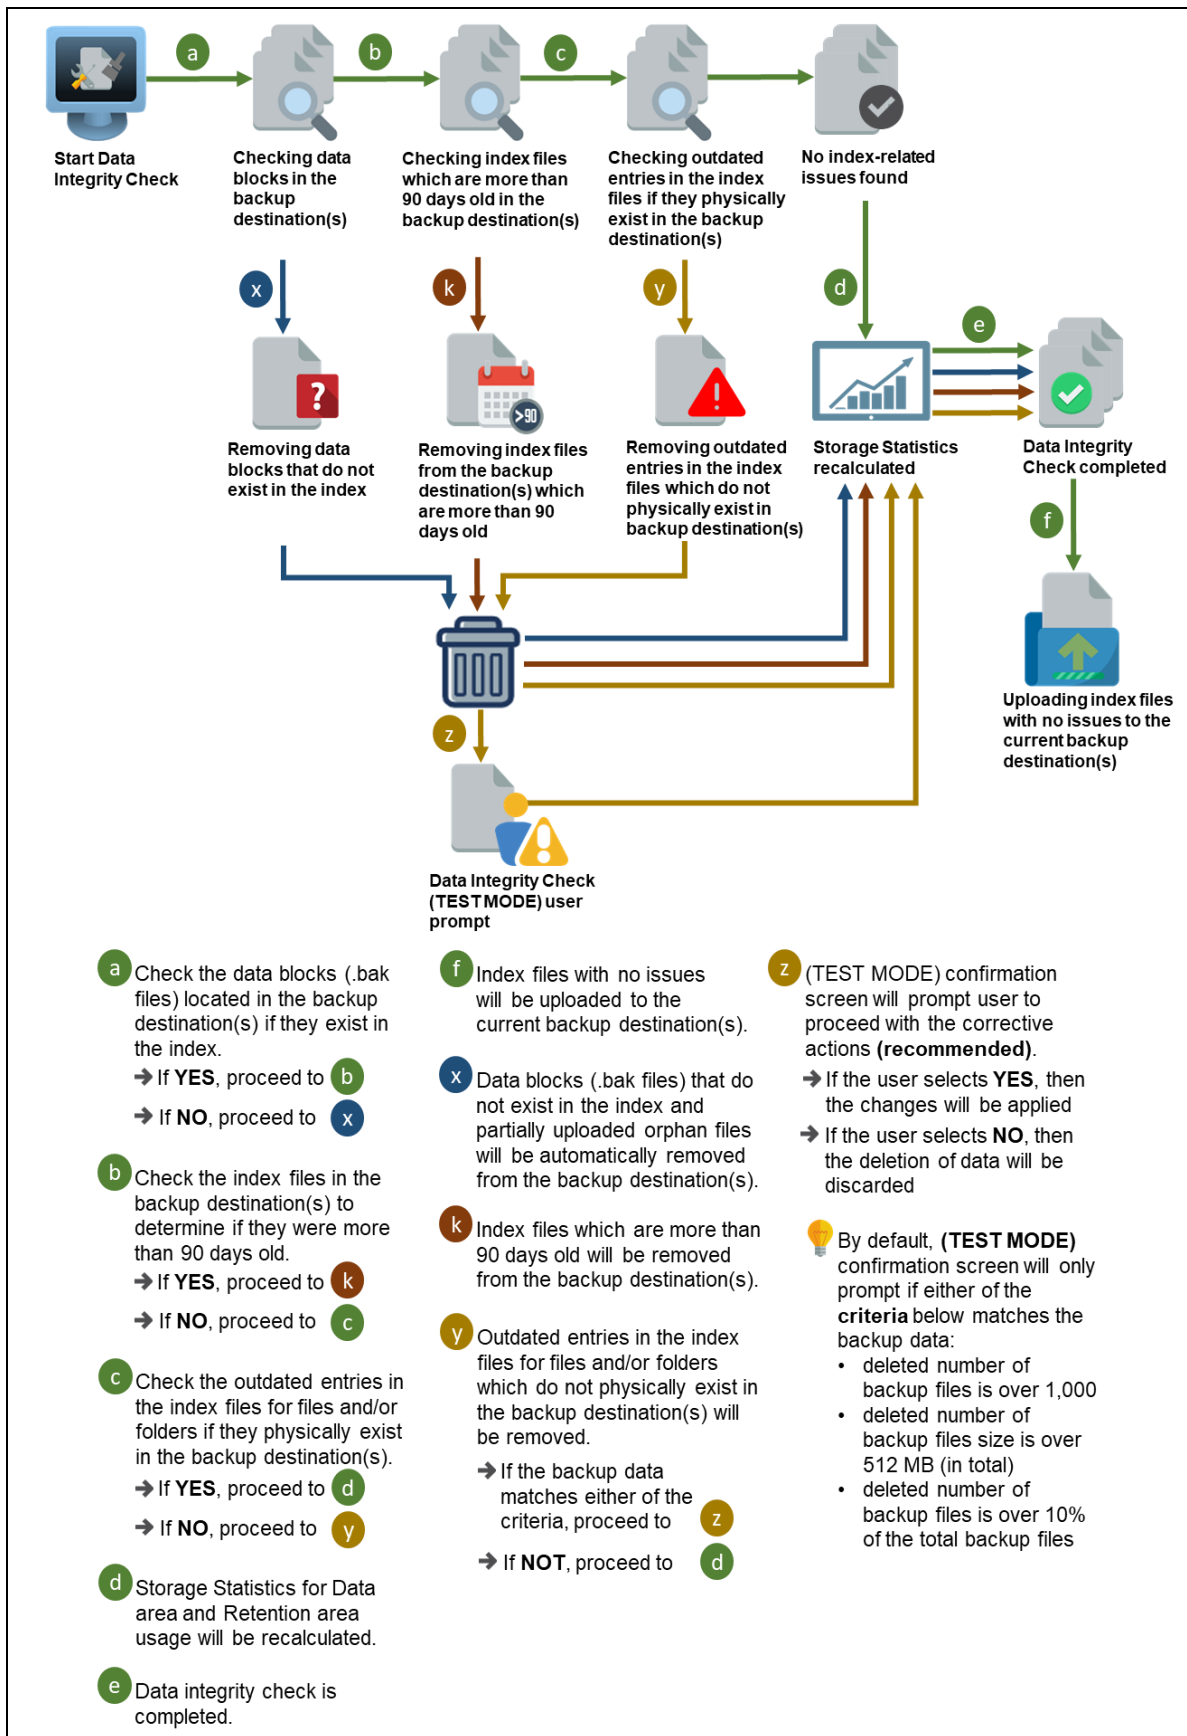 a
b
c
Start Data
Integrity Check
Checking data
blocks in the
backup
destination(s)
Checking index files
which are more than
90 days old in the
backup destination(s)
Checking outdated
entries in the index
files if they physically
exist in the backup
destination(s)
No index-related
issues found
x
k
y
d
e
?
>90
!
Removing data
blocks that do not
exist in the index
Removing index files
from the backup
destination(s) which
are more than 90
days old
Removing outdated
entries in the index
files which do not
physically exist in
backup destination(s)
Storage Statistics
recalculated
Data Integrity
Check completed
f
Uploading index files
with no issues to the
current backup
destination(s)
z
!
Data Integrity Check
(TEST MODE) user
prompt
a Check the data blocks (.bak
files) located in the backup
destination(s) if they exist in
the index.
➔ If YES, proceed to b
➔ If NO, proceed to x
b Check the index files in the
backup destination(s) to
determine if they were more
than 90 days old.
➔ If YES, proceed to k
➔ If NO, proceed to c
c Check the outdated entries in
the index files for files and/or
folders if they physically exist
in the backup destination(s).
➔ If YES, proceed to d
➔ If NO, proceed to y
d Storage Statistics for Data
area and Retention area
usage will be recalculated.
e Data integrity check is
completed.
f Index files with no issues
will be uploaded to the
current backup destination(s).
x Data blocks (.bak files) that do
not exist in the index and
partially uploaded orphan files
will be automatically removed
from the backup destination(s).
k Index files which are more than
90 days old will be removed
from the backup destination(s).
y Outdated entries in the index
files for files and/or folders
which do not physically exist in
the backup destination(s) will
be removed.
➔ If the backup data
matches either of the
criteria, proceed to z
➔ If NOT, proceed to d
z (TEST MODE) confirmation
screen will prompt user to
proceed with the corrective
actions (recommended).
➔ If the user selects YES, then
the changes will be applied
➔ If the user selects NO, then
the deletion of data will be
discarded
By default, (TEST MODE)
confirmation screen will only
prompt if either of the
criteria below matches the
backup data:
• deleted number of
backup files is over 1,000
• deleted number of
backup files size is over
512 MB (in total)
• deleted number of
backup files is over 10%
of the total backup files